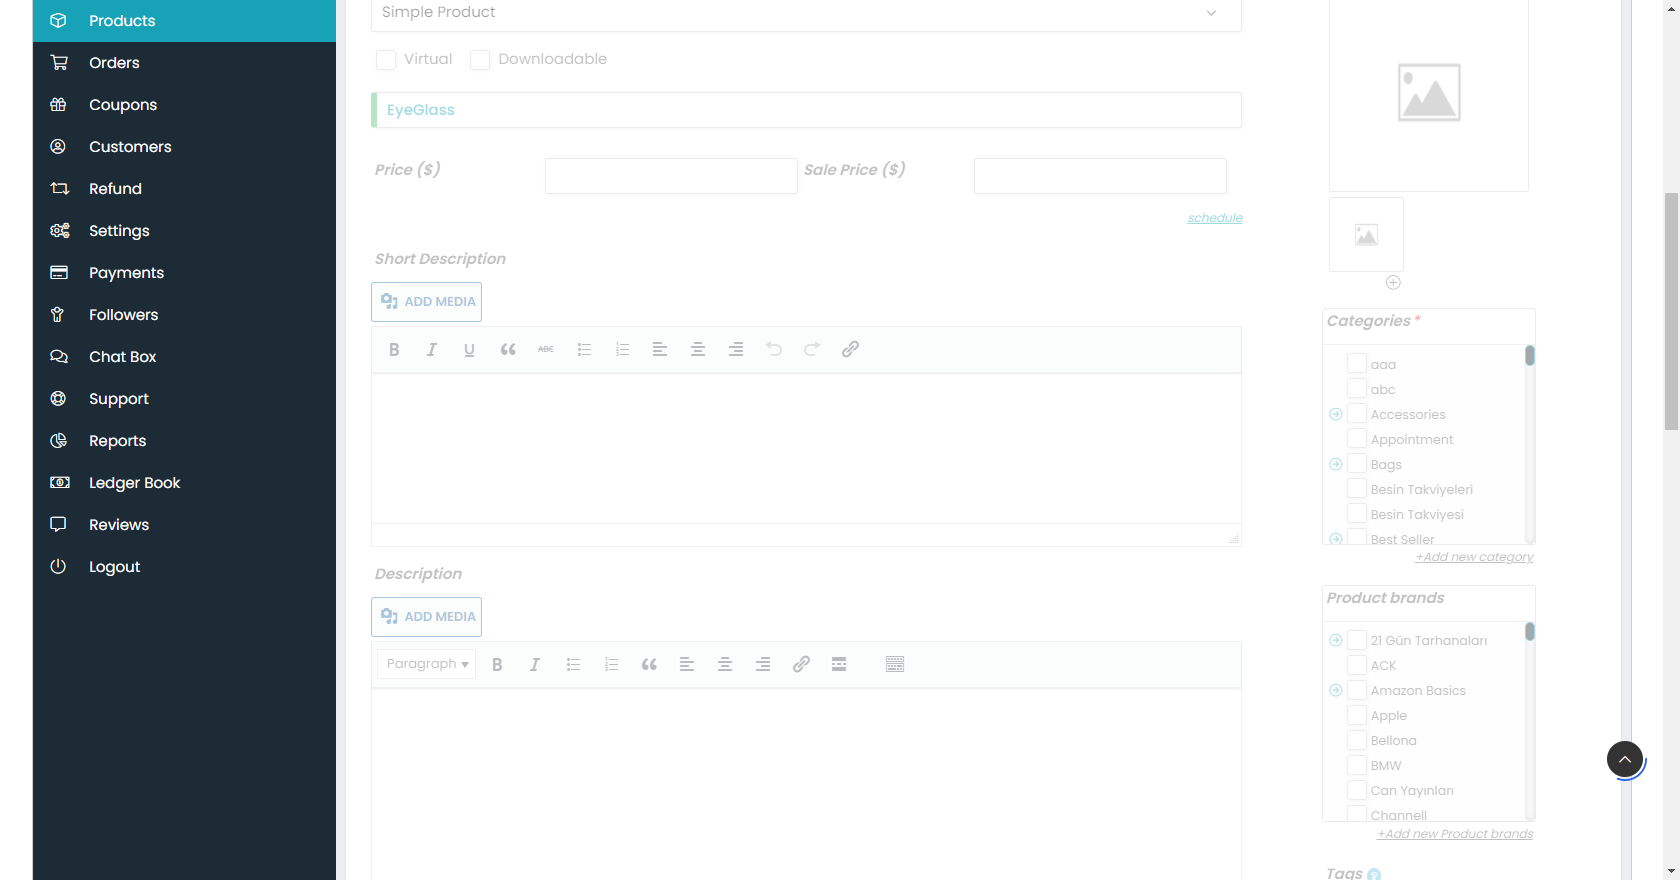 Products
Orders
Coupons
Customers
Refund
Settings
Payments
Followers
Chat Box
Support
Reports
Ledger Book
Reviews
Logout
Simple Product
Virtual Downloadable
EyeGlass
Price ($) Sale Price ($)
schedule
Short Description
ADD MEDIA
B I U ABC
Description
ADD MEDIA
Paragraph B I
Categories *
aaa
abc
Accessories
Appointment
Bags
Besin Takviyeleri
Besin Takviyesi
Best Seller
+Add new category
Product brands
21 Gün Tarhanaları
ACK
Amazon Basics
Apple
Bellona
BMW
Can Yayınları
Channell
+Add new Product brands
Tags